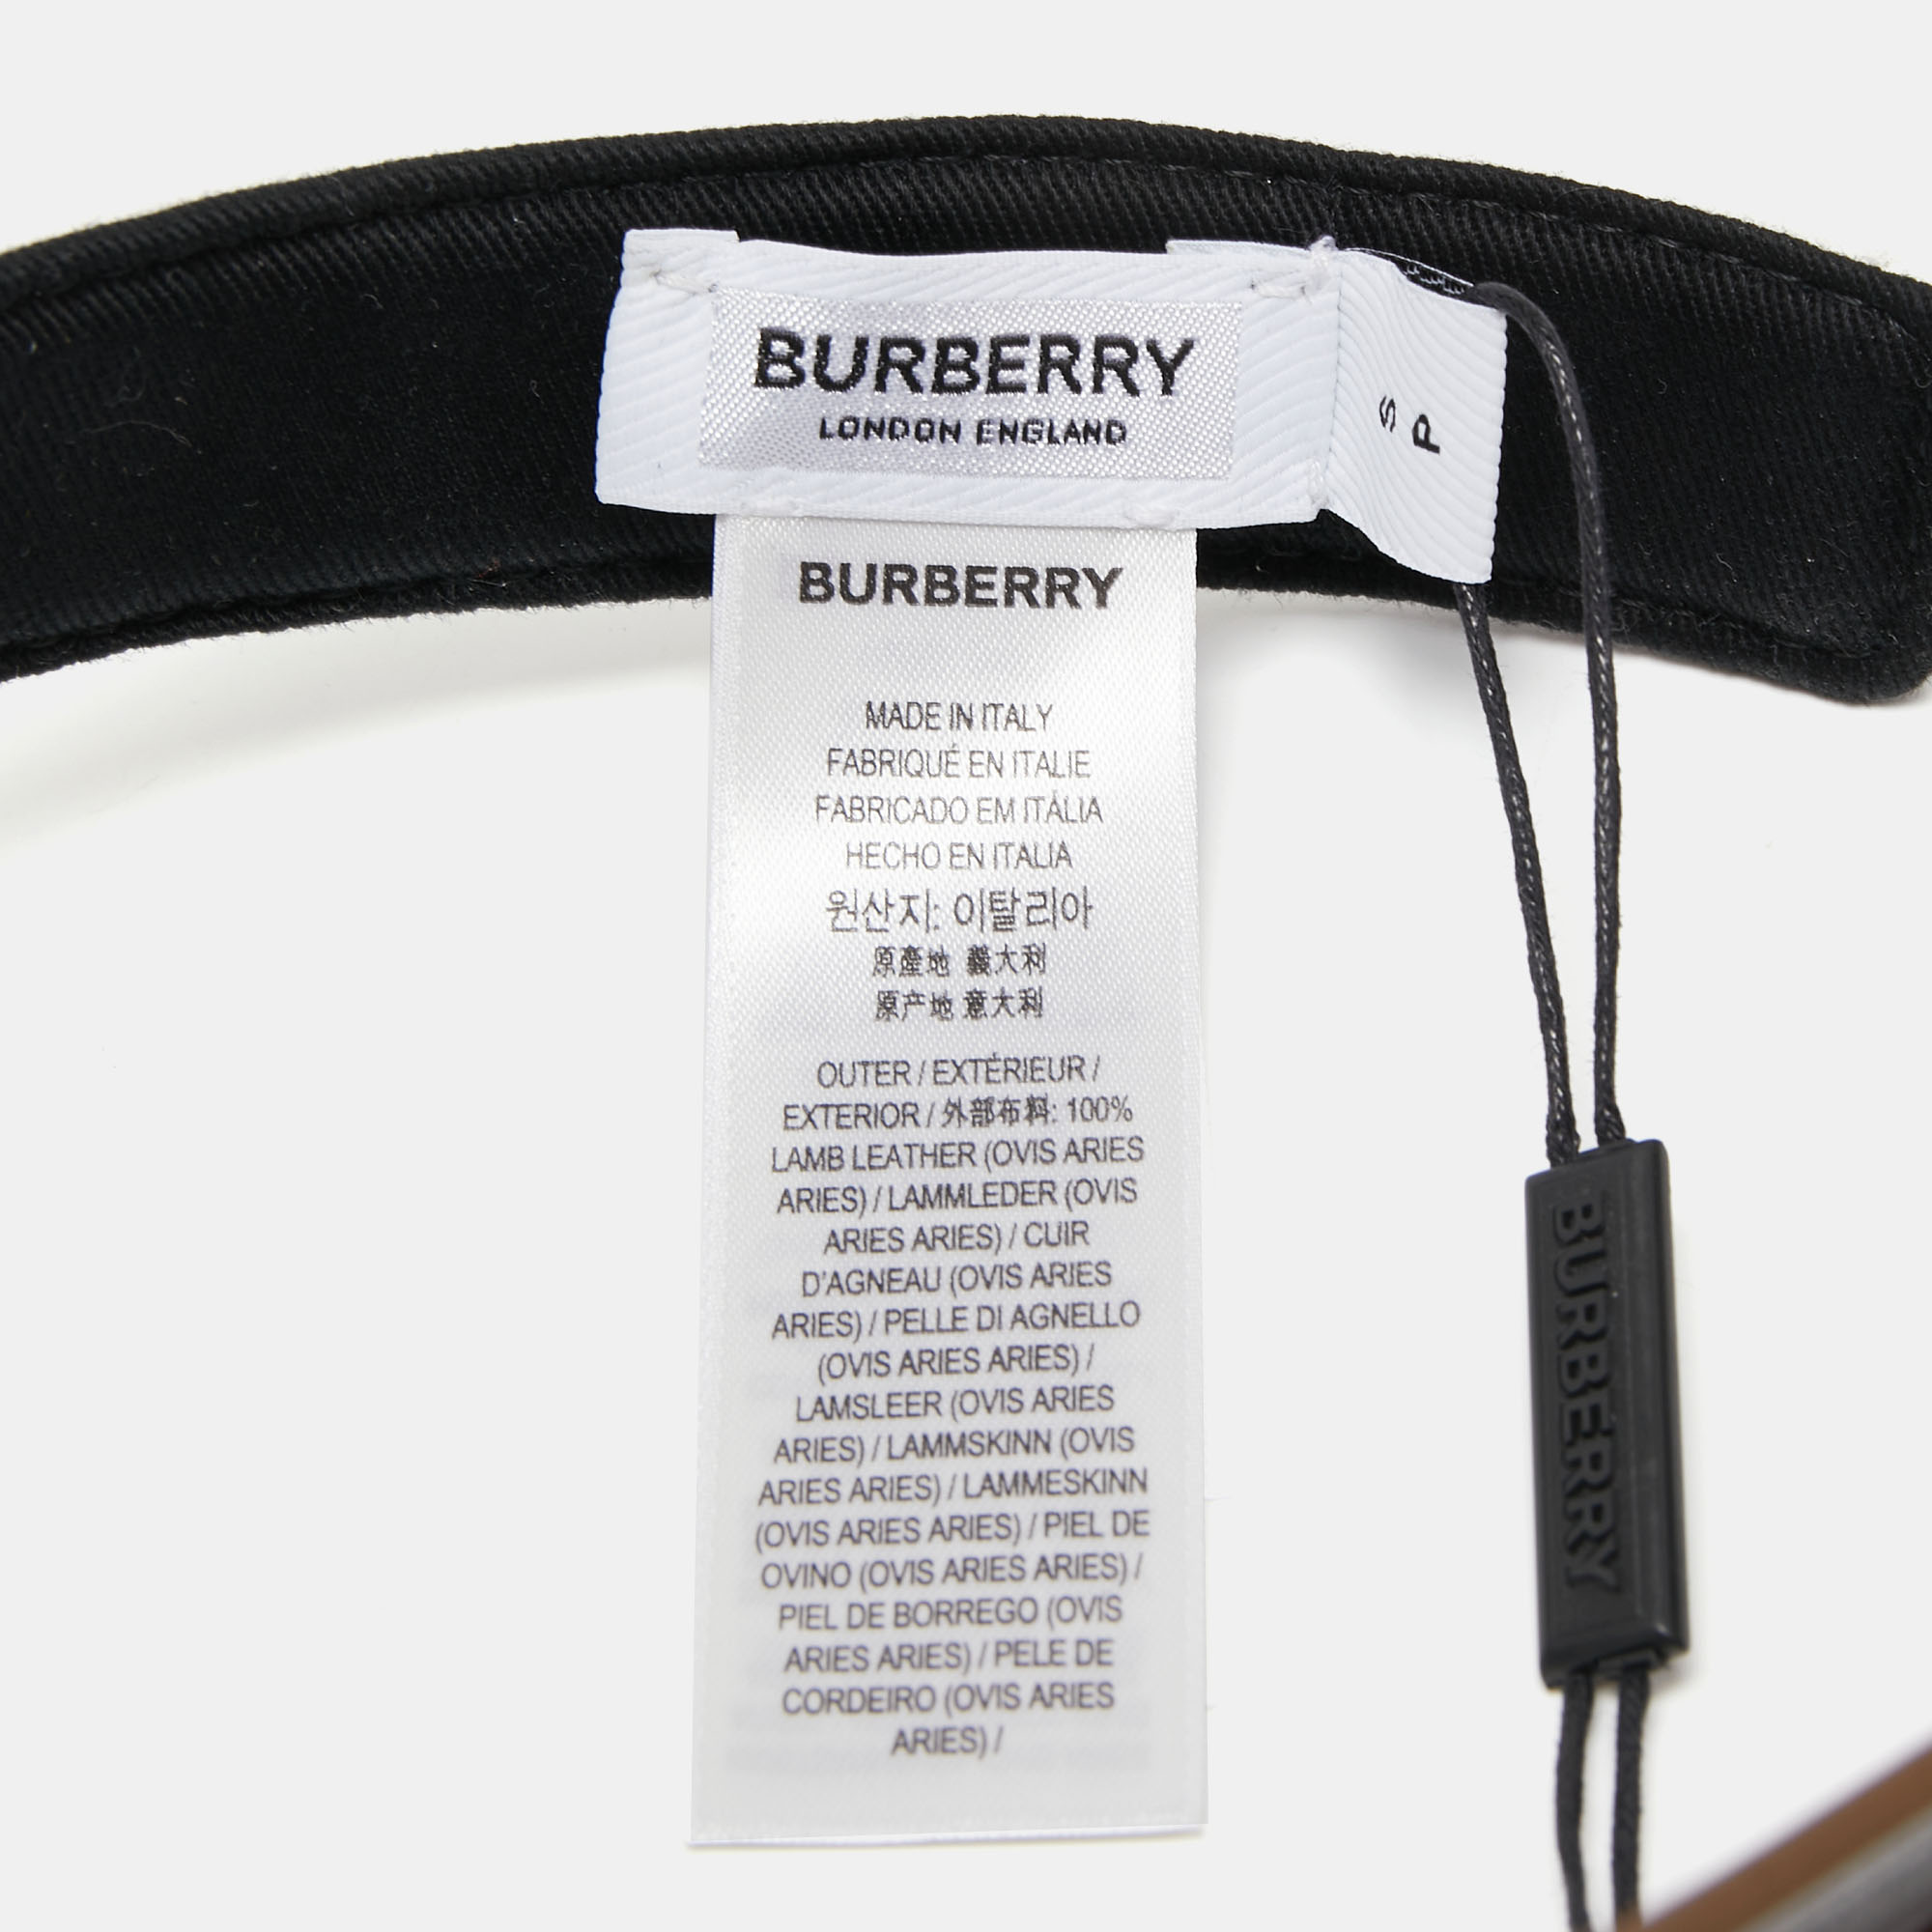 BURBERRY
LONDON ENGLAND
S
P
BURBERRY
MADE IN ITALY
FABRIQUÉ EN ITALIE
FABRICADO EM ITÁLIA
HECHO EN ITALIA
원산지: 이탈리아
原產地 義大利
原产地 意大利
OUTER / EXTÉRIEUR /
EXTERIOR / 外部布料: 100%
LAMB LEATHER (OVIS ARIES
ARIES) / LAMMLEDER (OVIS
ARIES ARIES) / CUIR
D'AGNEAU (OVIS ARIES
ARIES) / PELLE DI AGNELLO
(OVIS ARIES ARIES) /
LAMSLEER (OVIS ARIES
ARIES) / LAMMSKINN (OVIS
ARIES ARIES) / LAMMESKINN
(OVIS ARIES ARIES) / PIEL DE
OVINO (OVIS ARIES ARIES) /
PIEL DE BORREGO (OVIS
ARIES ARIES) / PELE DE
CORDEIRO (OVIS ARIES
ARIES) /
BURBERRY